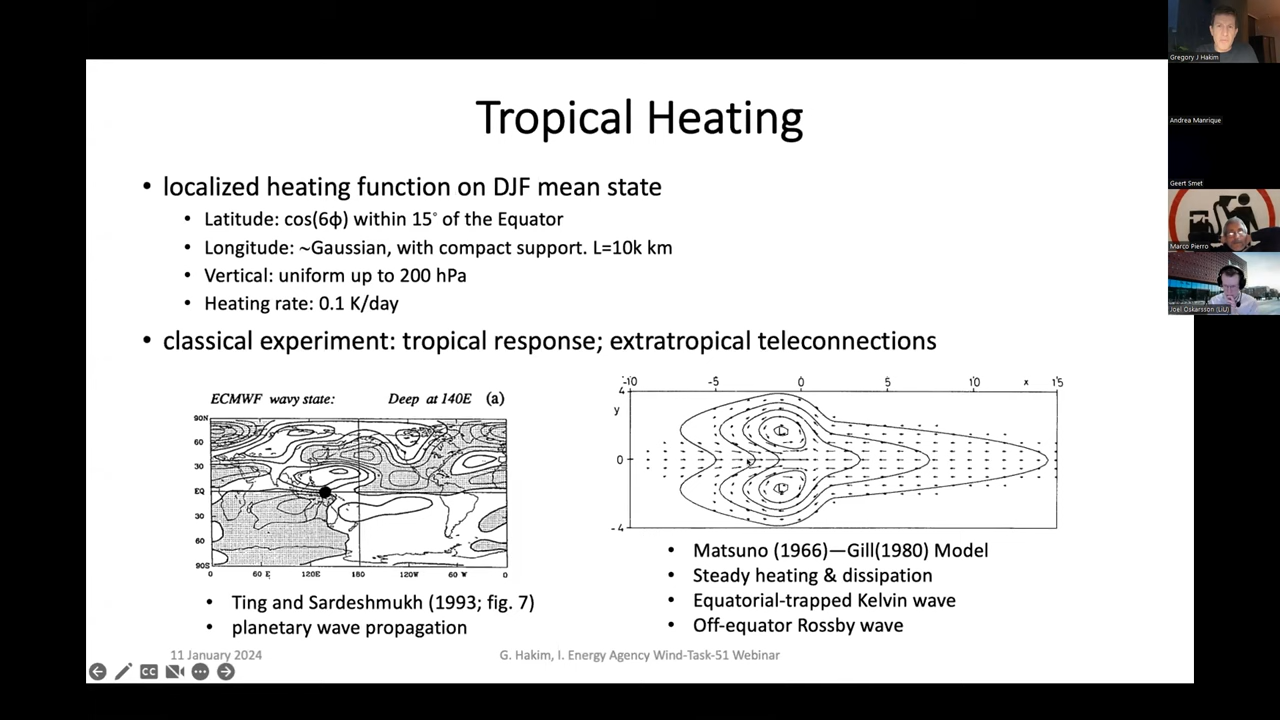 Tropical Heating
• localized heating function on DJF mean state
• Latitude: cos(6ϕ) within 15° of the Equator
• Longitude: ~Gaussian, with compact support. L=10k km
• Vertical: uniform up to 200 hPa
• Heating rate: 0.1 K/day
• classical experiment: tropical response; extratropical teleconnections
ECMWF wavy state: Deep at 140E (a)
90N
60
30
EQ
30
60
90S
0 60 E 120E 180 120W 60 W 0
• Ting and Sardeshmukh (1993; fig. 7)
• planetary wave propagation
-10 -5 0 5 10 x 15
4
y
0
-4
• Matsuno (1966)—Gill(1980) Model
• Steady heating & dissipation
• Equatorial-trapped Kelvin wave
• Off-equator Rossby wave
11 January 2024
G. Hakim, I. Energy Agency Wind-Task-51 Webinar
CC
Gregory J Hakim
Andrea Manrique
Geert Smet
Marco Pierro
Joel Oskarsson (LiU)